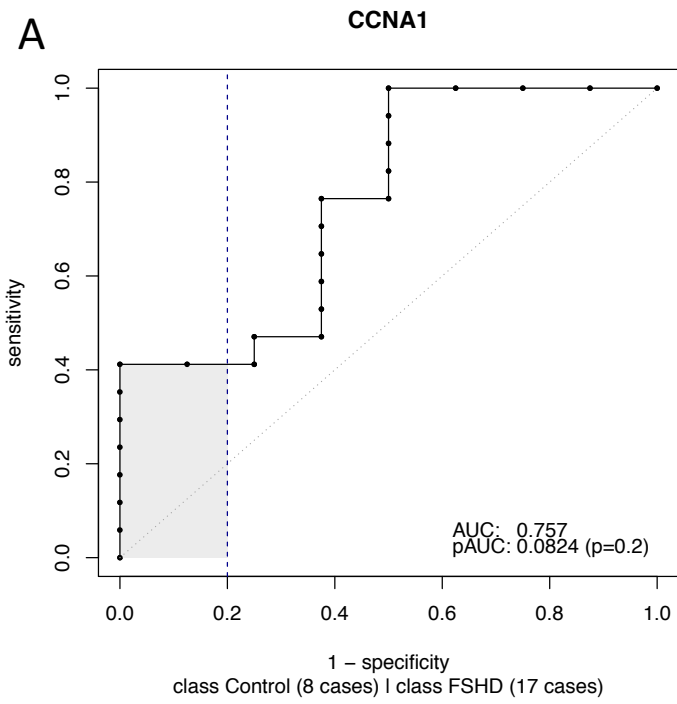 A
CCNA1
1.0
0.8
0.6
0.4
0.2
0.0
sensitivity
AUC: 0.757
pAUC: 0.0824 (p=0.2)
0.0 0.2 0.4 0.6 0.8 1.0
1 − specificity
class Control (8 cases) | class FSHD (17 cases)